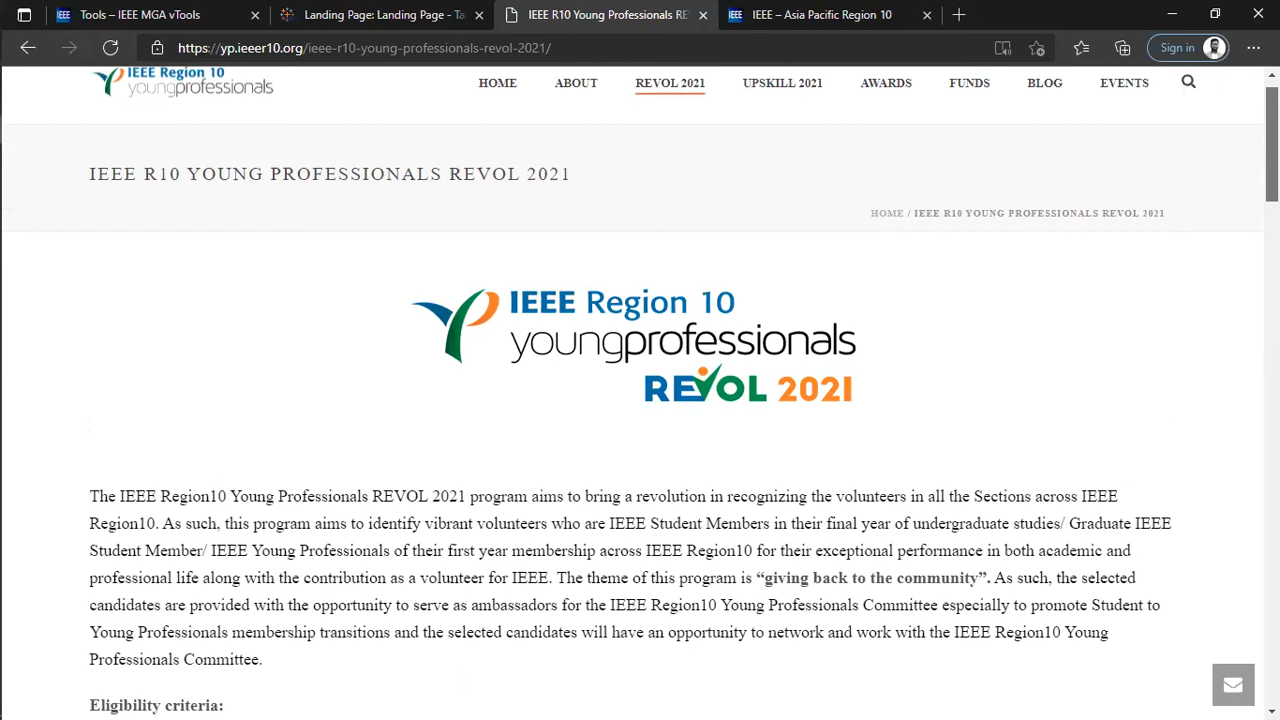 Tools – IEEE MGA vTools
Landing Page: Landing Page - Ta
IEEE R10 Young Professionals RE
IEEE – Asia Pacific Region 10
https://yp.ieeer10.org/ieee-r10-young-professionals-revol-2021/
Sign in
IEEE Region 10
youngprofessionals
HOME ABOUT REVOL 2021 UPSKILL 2021 AWARDS FUNDS BLOG EVENTS
IEEE R10 YOUNG PROFESSIONALS REVOL 2021
HOME / IEEE R10 YOUNG PROFESSIONALS REVOL 2021
IEEE Region 10
youngprofessionals
REVOL 2021
The IEEE Region10 Young Professionals REVOL 2021 program aims to bring a revolution in recognizing the volunteers in all the Sections across IEEE
Region10. As such, this program aims to identify vibrant volunteers who are IEEE Student Members in their final year of undergraduate studies/ Graduate IEEE
Student Member/ IEEE Young Professionals of their first year membership across IEEE Region10 for their exceptional performance in both academic and
professional life along with the contribution as a volunteer for IEEE. The theme of this program is “giving back to the community”. As such, the selected
candidates are provided with the opportunity to serve as ambassadors for the IEEE Region10 Young Professionals Committee especially to promote Student to
Young Professionals membership transitions and the selected candidates will have an opportunity to network and work with the IEEE Region10 Young
Professionals Committee.
Eligibility criteria: